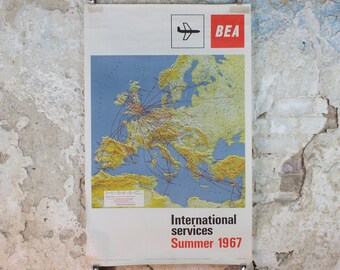 BEA
International
services
Summer 1967